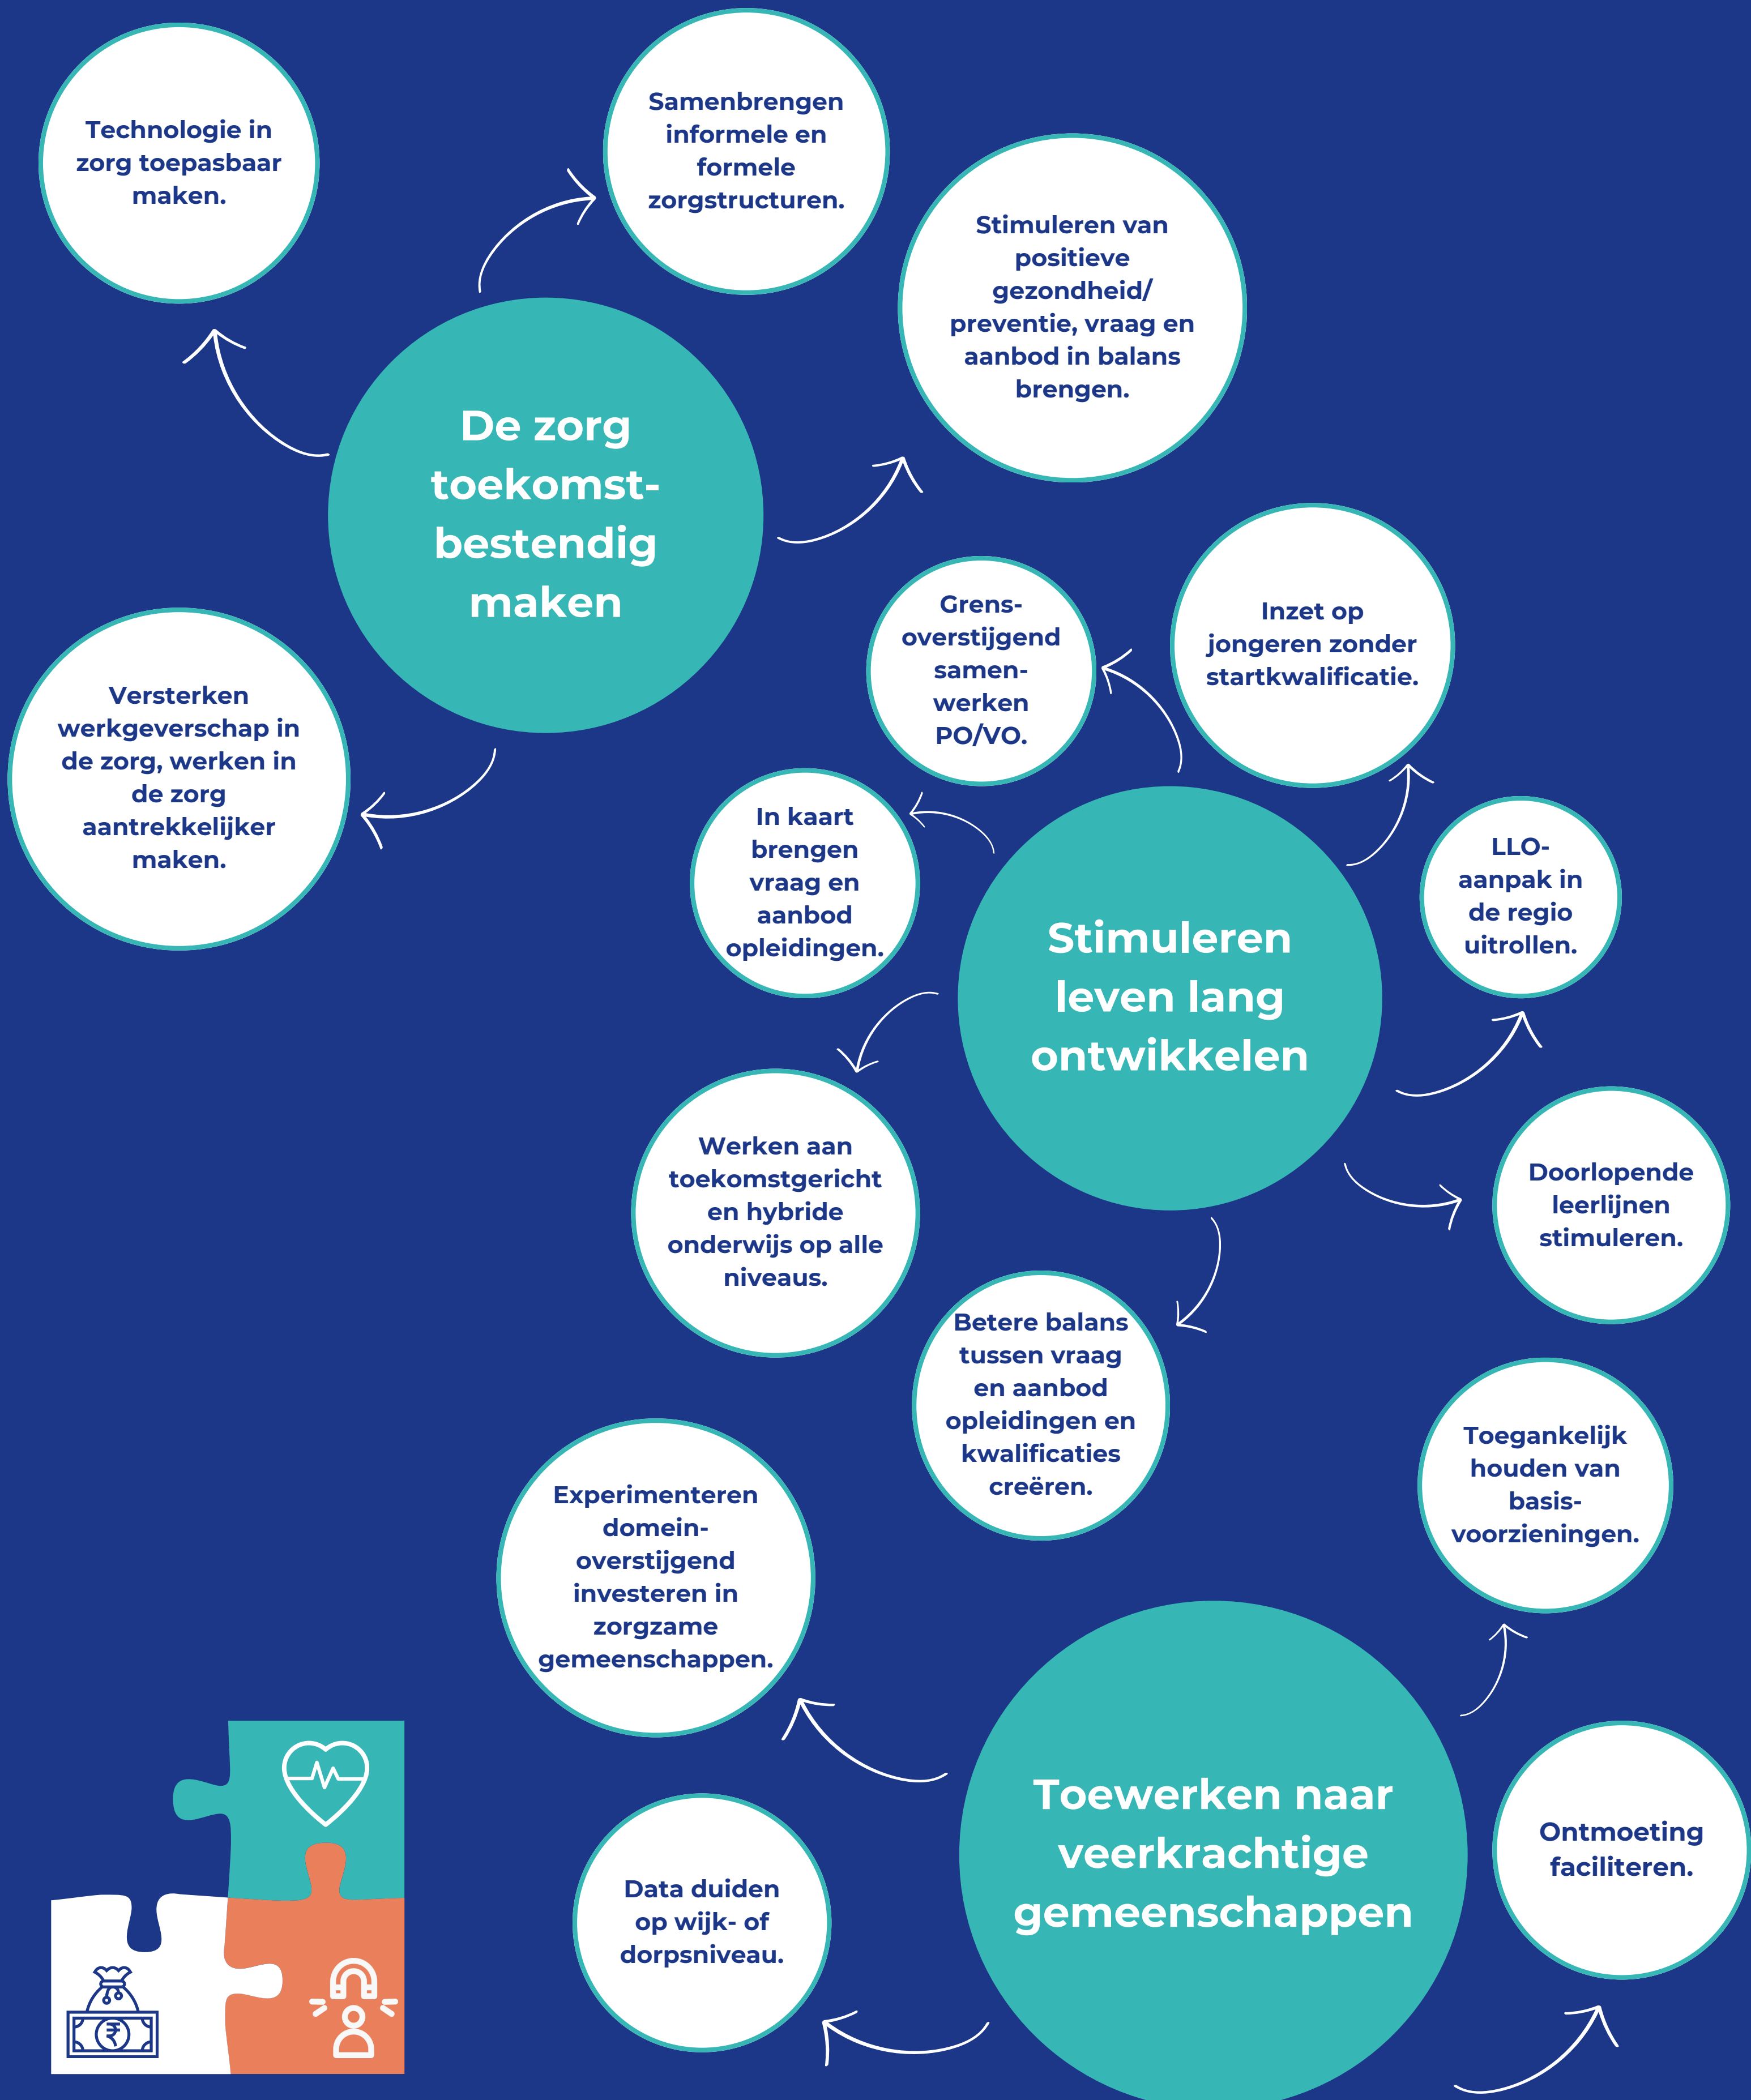 Technologie in
zorg toepasbaar
maken.
Samenbrengen
informele en
formele
zorgstructuren.
Stimuleren van
positieve
gezondheid/
preventie, vraag en
aanbod in balans
brengen.
De zorg
toekomst-
bestendig
maken
Versterken
werkgeverschap in
de zorg, werken in
de zorg
aantrekkelijker
maken.
Grens-
overstijgend
samen-
werken
PO/VO.
Inzet op
jongeren zonder
startkwalificatie.
In kaart
brengen
vraag en
aanbod
opleidingen.
LLO-
aanpak in
de regio
uitrollen.
Stimuleren
leven lang
ontwikkelen
Werken aan
toekomstgericht
en hybride
onderwijs op alle
niveaus.
Doorlopende
leerlijnen
stimuleren.
Betere balans
tussen vraag
en aanbod
opleidingen en
kwalificaties
creëren.
Experimenteren
domein-
overstijgend
investeren in
zorgzame
gemeenschappen.
Toegankelijk
houden van
basis-
voorzieningen.
Toewerken naar
veerkrachtige
gemeenschappen
Ontmoeting
faciliteren.
Data duiden
op wijk- of
dorpsniveau.
₹